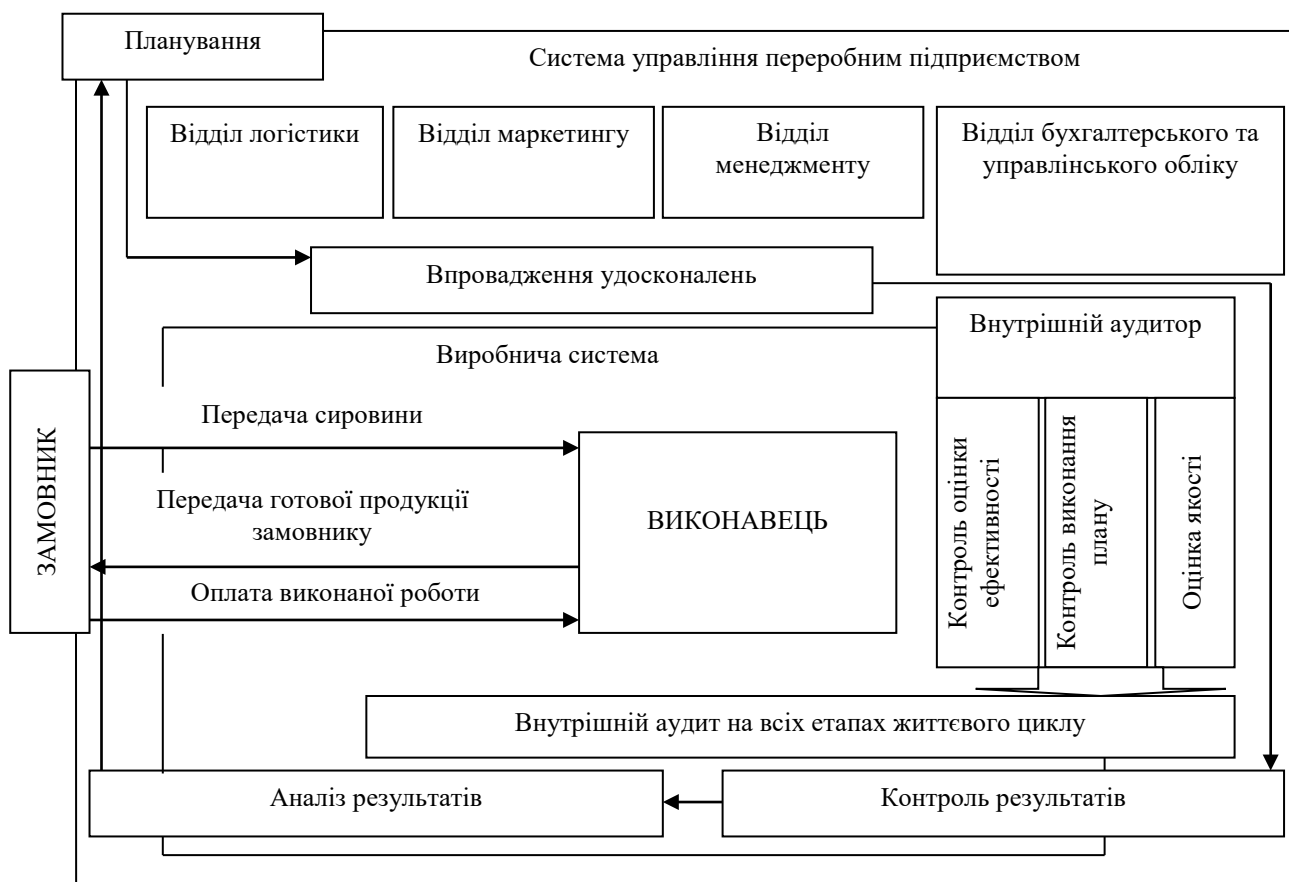 Планування
Система управління переробним підприємством
Відділ логістики
Відділ маркетингу
Відділ
менеджменту
Відділ бухгалтерського та
управлінського обліку
Впровадження удосконалень
Внутрішній аудитор
Виробнича система
ЗАМОВНИК
Передача сировини
Передача готової продукції
замовнику
Оплата виконаної роботи
ВИКОНАВЕЦЬ
Контроль оцінки
ефективності
Контроль виконання
плану
Оцінка якості
Внутрішній аудит на всіх етапах життєвого циклу
Аналіз результатів
Контроль результатів